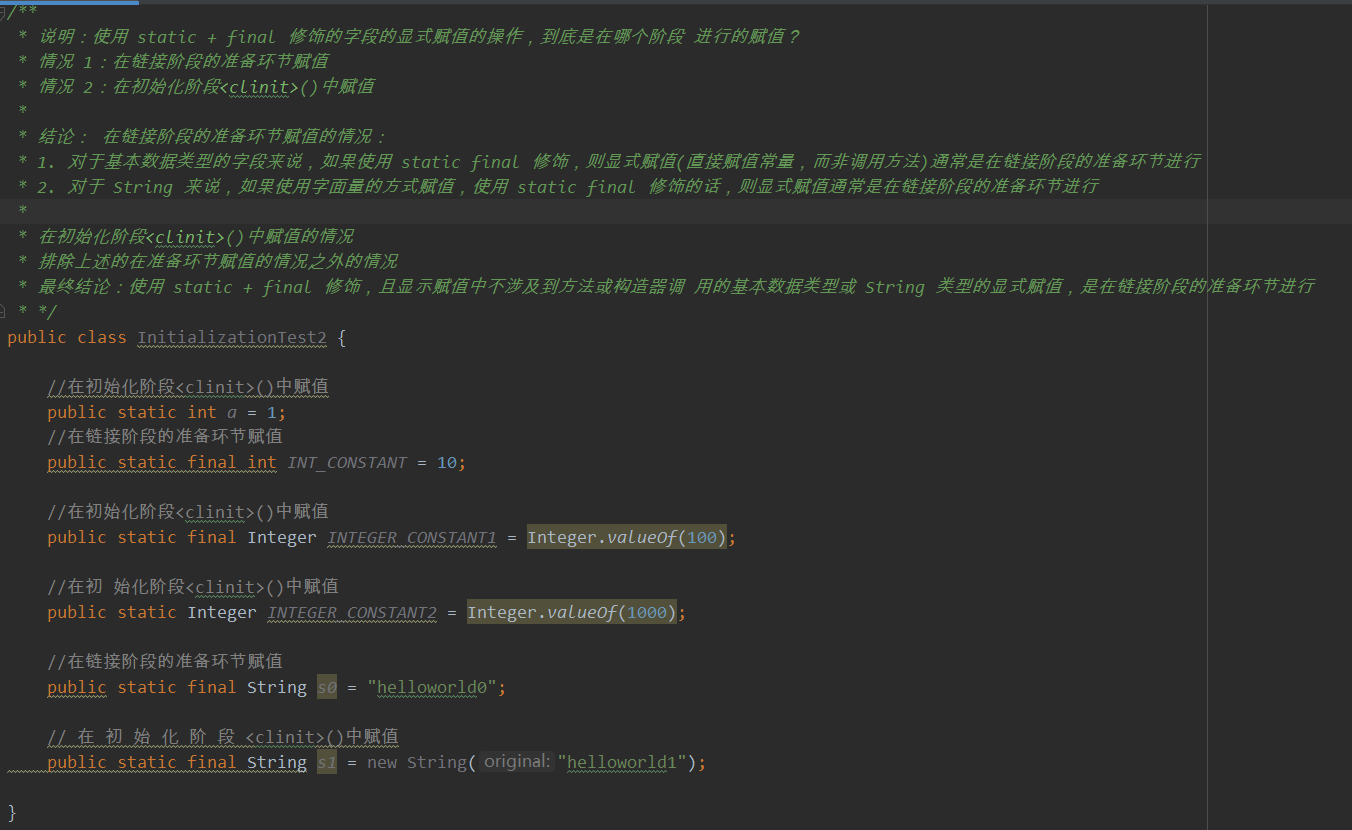 /**
* 说明：使用 static + final 修饰的字段的显式赋值的操作，到底是在哪个阶段 进行的赋值？
* 情况 1：在链接阶段的准备环节赋值
* 情况 2：在初始化阶段<clinit>()中赋值
*
* 结论： 在链接阶段的准备环节赋值的情况：
* 1. 对于基本数据类型的字段来说，如果使用 static final 修饰，则显式赋值(直接赋值常量，而非调用方法)通常是在链接阶段的准备环节进行
* 2. 对于 String 来说，如果使用字面量的方式赋值，使用 static final 修饰的话，则显式赋值通常是在链接阶段的准备环节进行
*
* 在初始化阶段<clinit>()中赋值的情况
* 排除上述的在准备环节赋值的情况之外的情况
* 最终结论：使用 static + final 修饰，且显示赋值中不涉及到方法或构造器调 用的基本数据类型或 String 类型的显式赋值，是在链接阶段的准备环节进行
* */
public class InitializationTest2 {
//在初始化阶段<clinit>()中赋值
public static int a = 1;
//在链接阶段的准备环节赋值
public static final int INT_CONSTANT = 10;
//在初始化阶段<clinit>()中赋值
public static final Integer INTEGER_CONSTANT1 = Integer.valueOf(100);
//在初 始化阶段<clinit>()中赋值
public static Integer INTEGER_CONSTANT2 = Integer.valueOf(1000);
//在链接阶段的准备环节赋值
public static final String s0 = "helloworld0";
// 在 初 始 化 阶 段 <clinit>()中赋值
public static final String s1 = new String( original: "helloworld1");
}